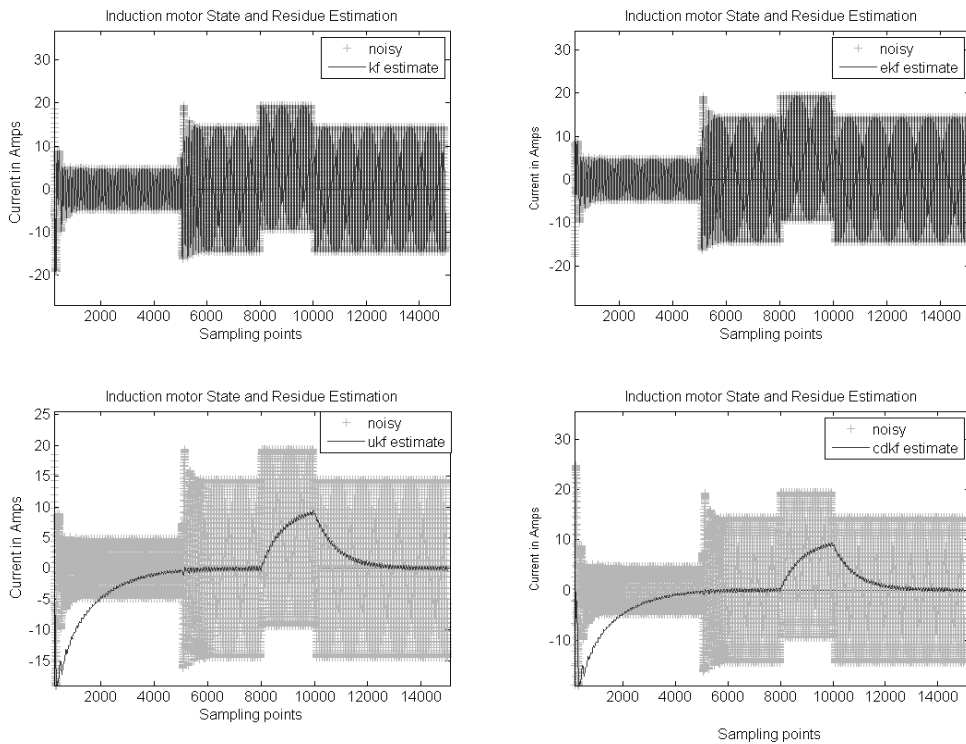 Induction motor State and Residue Estimation
noisy
kf estimate
Current in Amps
30
20
10
0
-10
-20
2000 4000 6000 8000 10000 12000 14000
Sampling points
Induction motor State and Residue Estimation
noisy
ekf estimate
Current in Amps
30
20
10
0
-10
-20
2000 4000 6000 8000 10000 12000 14000
Sampling points
Induction motor State and Residue Estimation
noisy
ukf estimate
Current in Amps
25
20
15
10
5
0
-5
-10
-15
2000 4000 6000 8000 10000 12000 14000
Sampling points
Induction motor State and Residue Estimation
noisy
cdkf estimate
Current in Amps
30
20
10
0
-10
2000 4000 6000 8000 10000 12000 14000
Sampling points